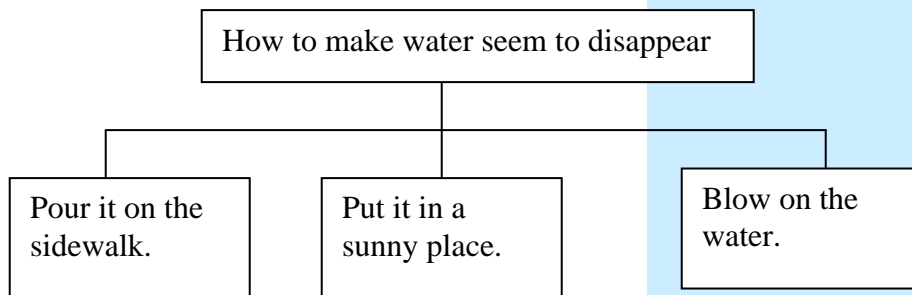 How to make water seem to disappear
Pour it on the
sidewalk.
Put it in a
sunny place.
Blow on the
water.